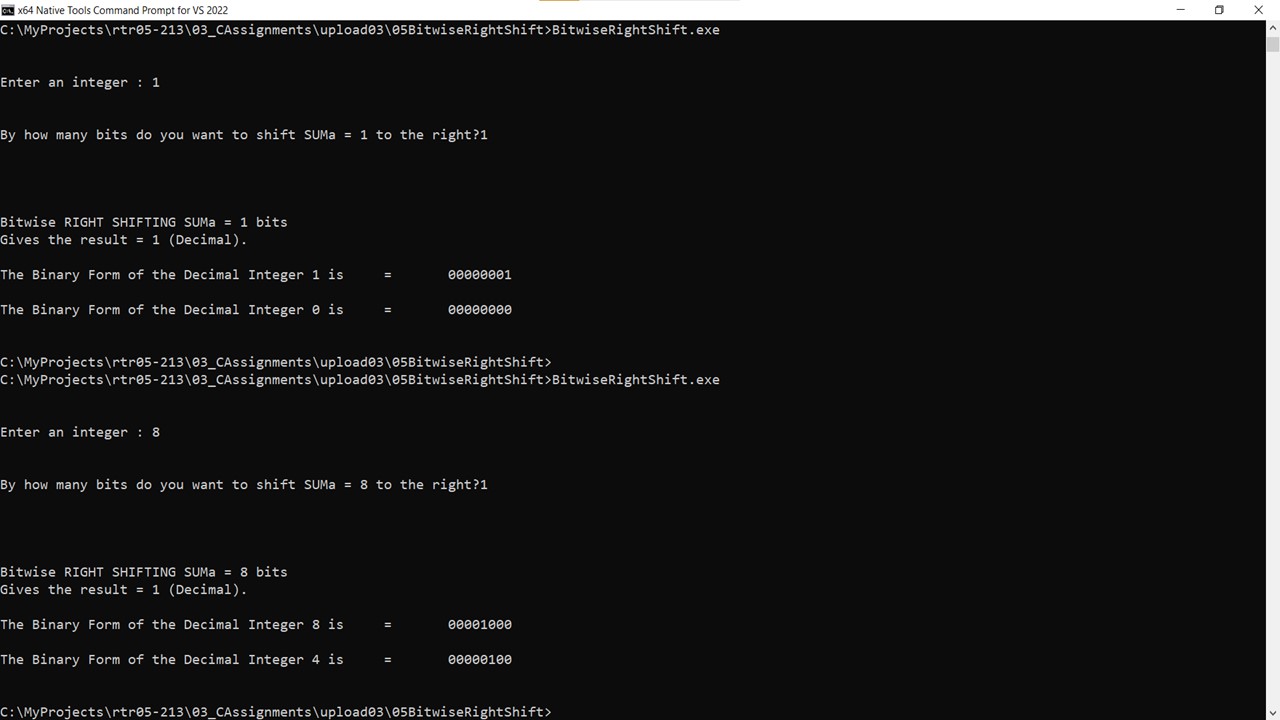 x64 Native Tools Command Prompt for VS 2022
C:\MyProjects\rtr05-213\03_CAssignments\upload03\05BitwiseRightShift>BitwiseRightShift.exe
Enter an integer : 1
By how many bits do you want to shift SUMa = 1 to the right?1
Bitwise RIGHT SHIFTING SUMa = 1 bits
Gives the result = 1 (Decimal).
The Binary Form of the Decimal Integer 1 is     =       00000001
The Binary Form of the Decimal Integer 0 is     =       00000000
C:\MyProjects\rtr05-213\03_CAssignments\upload03\05BitwiseRightShift>
C:\MyProjects\rtr05-213\03_CAssignments\upload03\05BitwiseRightShift>BitwiseRightShift.exe
Enter an integer : 8
By how many bits do you want to shift SUMa = 8 to the right?1
Bitwise RIGHT SHIFTING SUMa = 8 bits
Gives the result = 1 (Decimal).
The Binary Form of the Decimal Integer 8 is     =       00001000
The Binary Form of the Decimal Integer 4 is     =       00000100
C:\MyProjects\rtr05-213\03_CAssignments\upload03\05BitwiseRightShift>